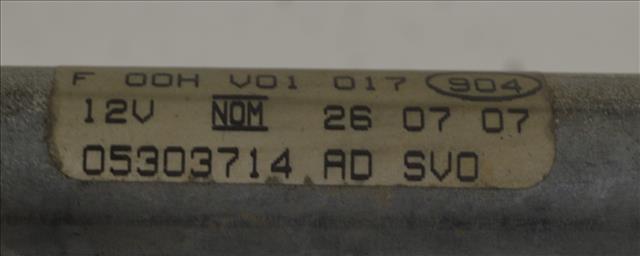 F 00H V01 017 904
12V NOM 26 07 07
05303714 AD SVO